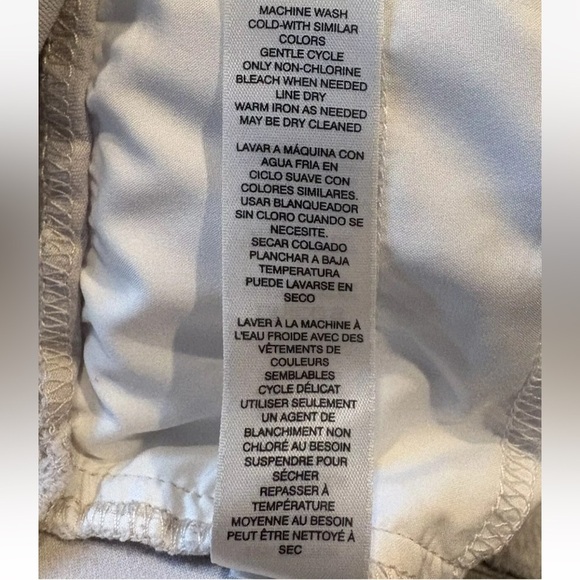 MACHINE WASH
COLD-WITH SIMILAR
COLORS
GENTLE CYCLE
ONLY NON-CHLORINE
BLEACH WHEN NEEDED
LINE DRY
WARM IRON AS NEEDED
MAY BE DRY CLEANED
LAVAR A MÁQUINA CON
AGUA FRIA EN
CICLO SUAVE CON
COLORES SIMILARES.
USAR BLANQUEADOR
SIN CLORO CUANDO SE
NECESITE.
SECAR COLGADO
PLANCHAR A BAJA
TEMPERATURA
PUEDE LAVARSE EN
SECO
LAVER À LA MACHINE À
L'EAU FROIDE AVEC DES
VÊTEMENTS DE
COULEURS
SEMBLABLES
CYCLE DÉLICAT
UTILISER SEULEMENT
UN AGENT DE
BLANCHIMENT NON
CHLORÉ AU BESOIN
SUSPENDRE POUR
SÉCHER
REPASSER À
TEMPÉRATURE
MOYENNE AU BESOIN
PEUT ÊTRE NETTOYÉ À
SEC